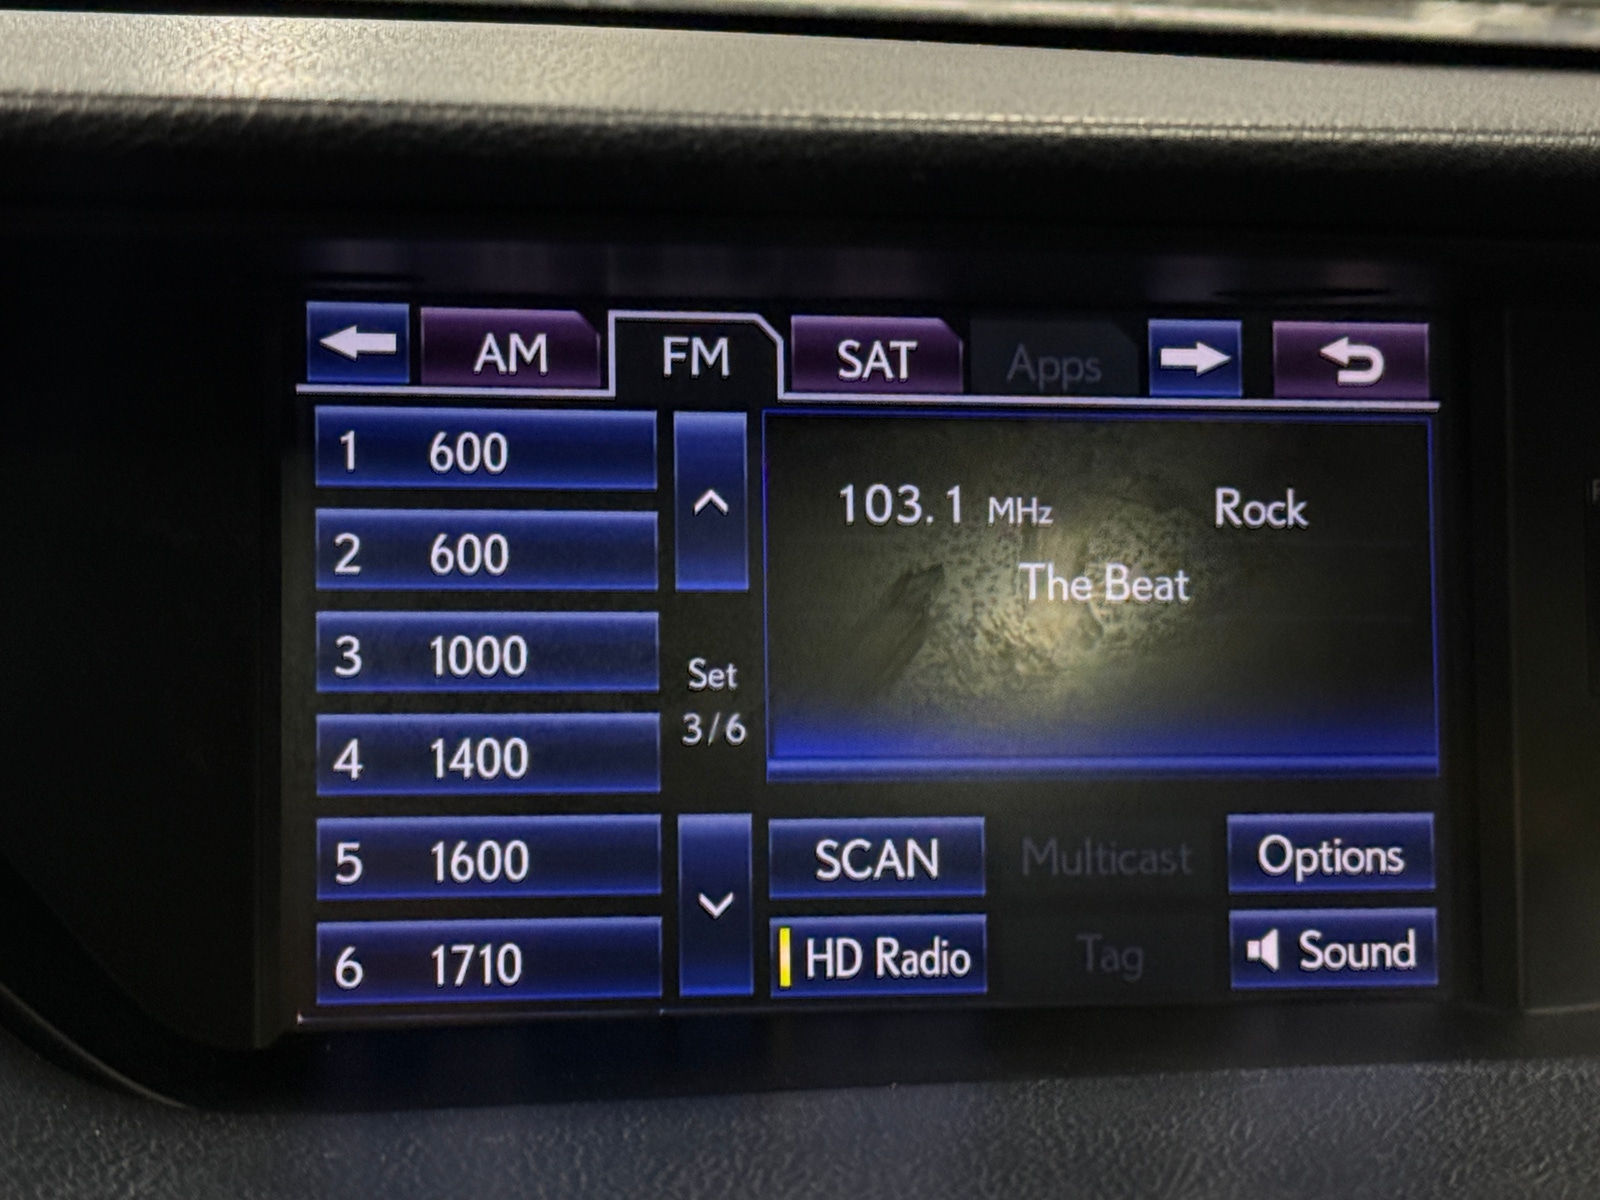 AM FM SAT Apps
1 600
2 600
3 1000
4 1400
5 1600
6 1710
Set
3/6
103.1 MHz Rock
The Beat
SCAN Multicast Options
HD Radio Tag Sound